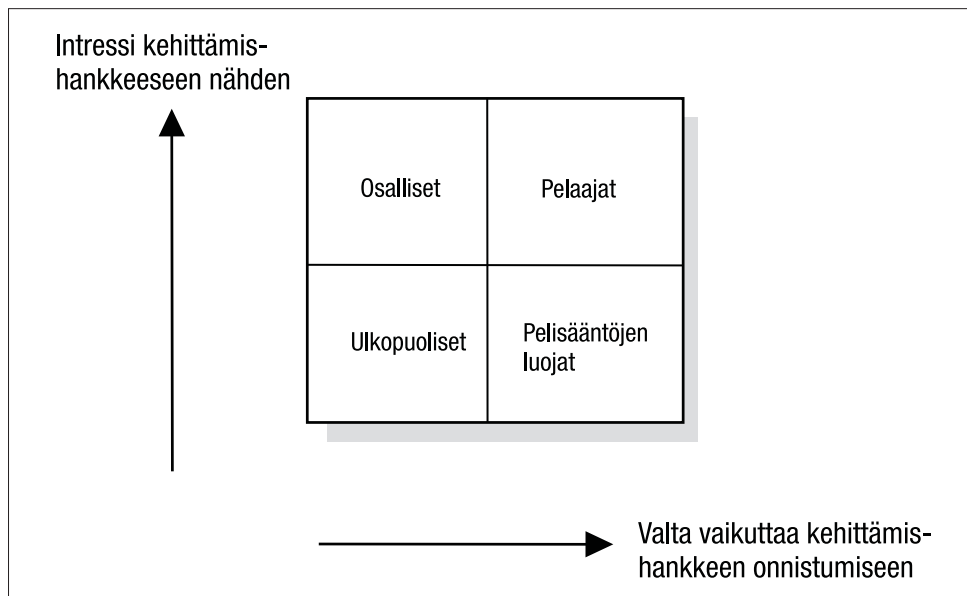 Intressi kehittämis-
hankkeeseen nähden
Osalliset
Pelaajat
Ulkopuoliset
Pelisääntöjen
luojat
Valta vaikuttaa kehittämis-
hankkeen onnistumiseen